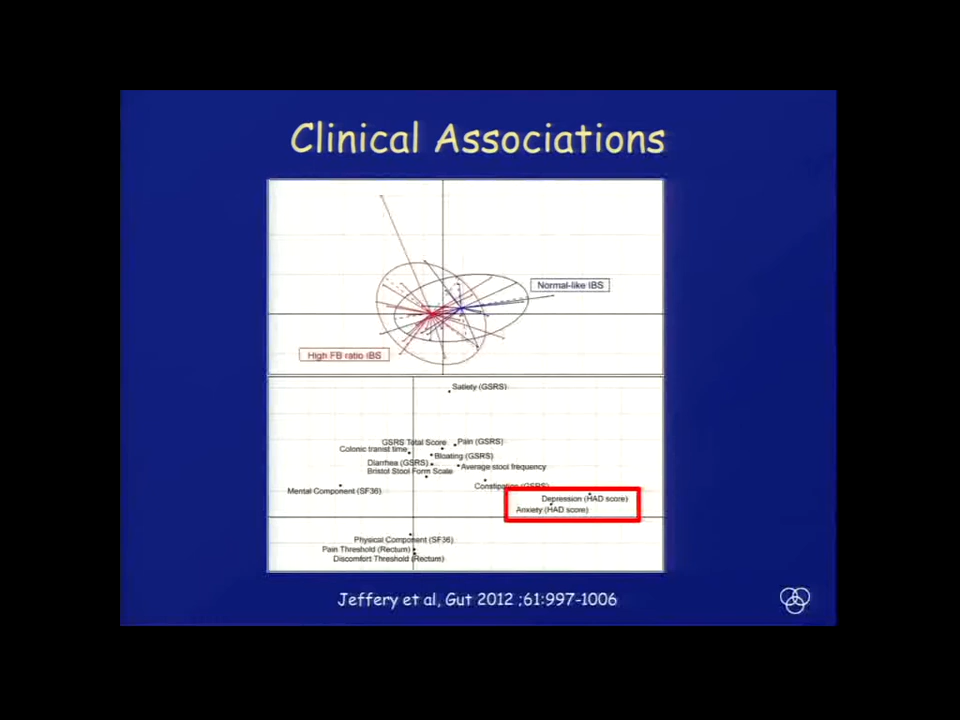 Clinical Associations
Normal-like IBS
High FB ratio IBS
Satiety (GSRS)
GSRS Total Score
Pain (GSRS)
Colonic transit time
Bloating (GSRS)
Diarrhea (GSRS)
Average stool frequency
Bristol Stool Form Scale
Constipation (GSRS)
Mental Component (SF36)
Depression (HAD score)
Anxiety (HAD score)
Physical Component (SF36)
Pain Threshold (Rectum)
Discomfort Threshold (Rectum)
Jeffery et al, Gut 2012 ;61:997-1006